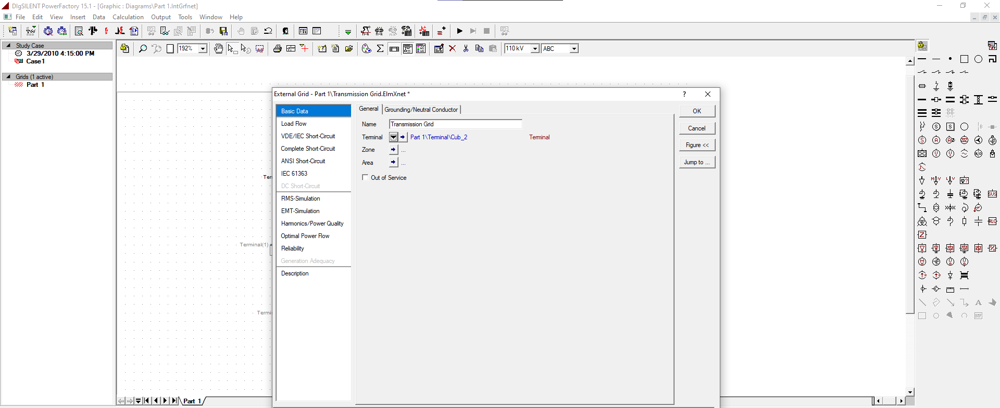 DIgSILENT PowerFactory 15.1 - [Graphic : Diagrams\Part 1.IntGrfnet]
File Edit View Insert Data Calculation Output Tools Window Help
Study Case
3/29/2010 4:15:00 PM
Case1
Grids (1 active)
Part 1
192%
110 kV
ABC
External Grid - Part 1\Transmission Grid.ElmXnet *
?
Basic Data
Load Flow
VDE/IEC Short-Circuit
Complete Short-Circuit
ANSI Short-Circuit
IEC 61363
DC Short-Circuit
RMS-Simulation
EMT-Simulation
Harmonics/Power Quality
Optimal Power Flow
Reliability
Generation Adequacy
Description
General
Grounding/Neutral Conductor
Name Transmission Grid
Terminal Part 1\Terminal\Cub_2 Terminal
Zone ...
Area ...
Out of Service
OK
Cancel
Figure <<
Jump to ...
Ter
Terminal(1)
Termi
Part 1